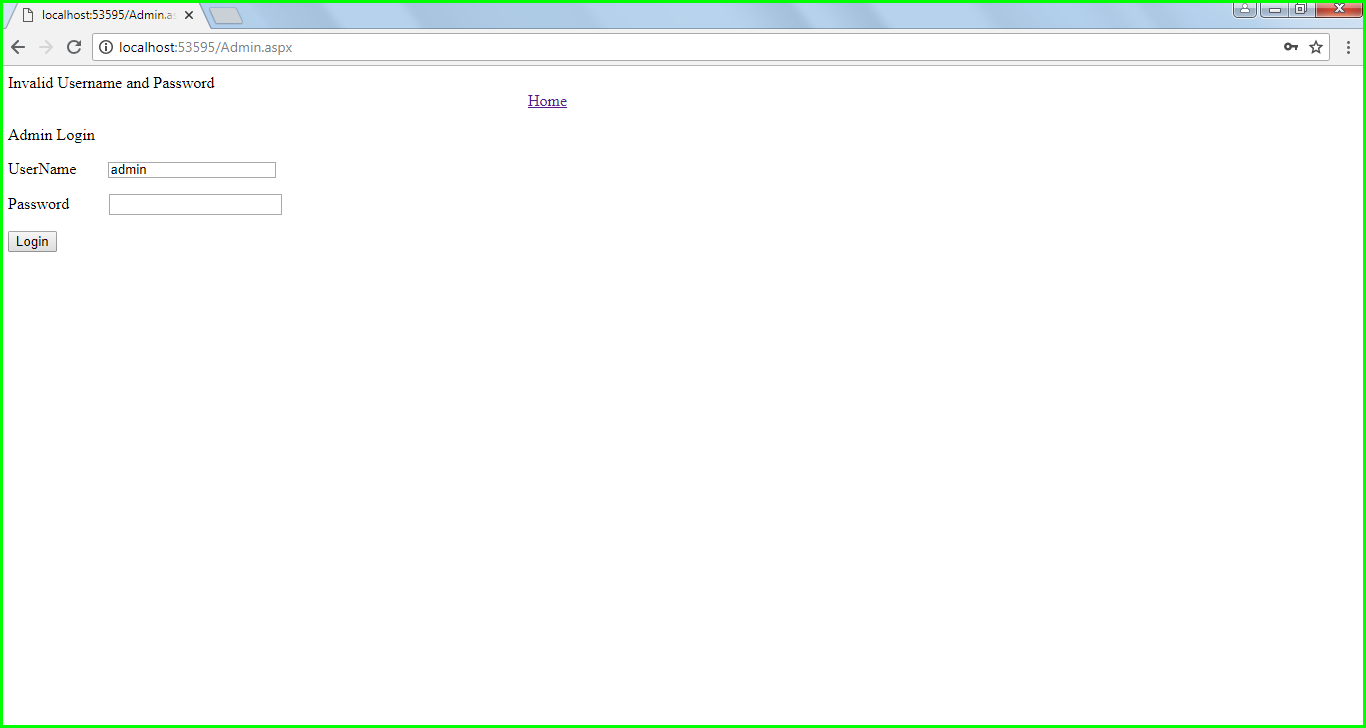 localhost:53595/Admin.as
localhost:53595/Admin.aspx
Invalid Username and Password
Home
Admin Login
UserName admin
Password
Login